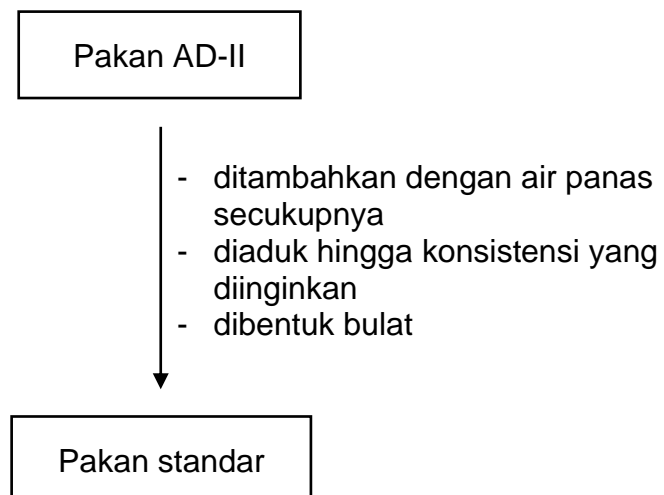 Pakan AD-II
- ditambahkan dengan air panas
secukupnya
- diaduk hingga konsistensi yang
diinginkan
- dibentuk bulat
Pakan standar